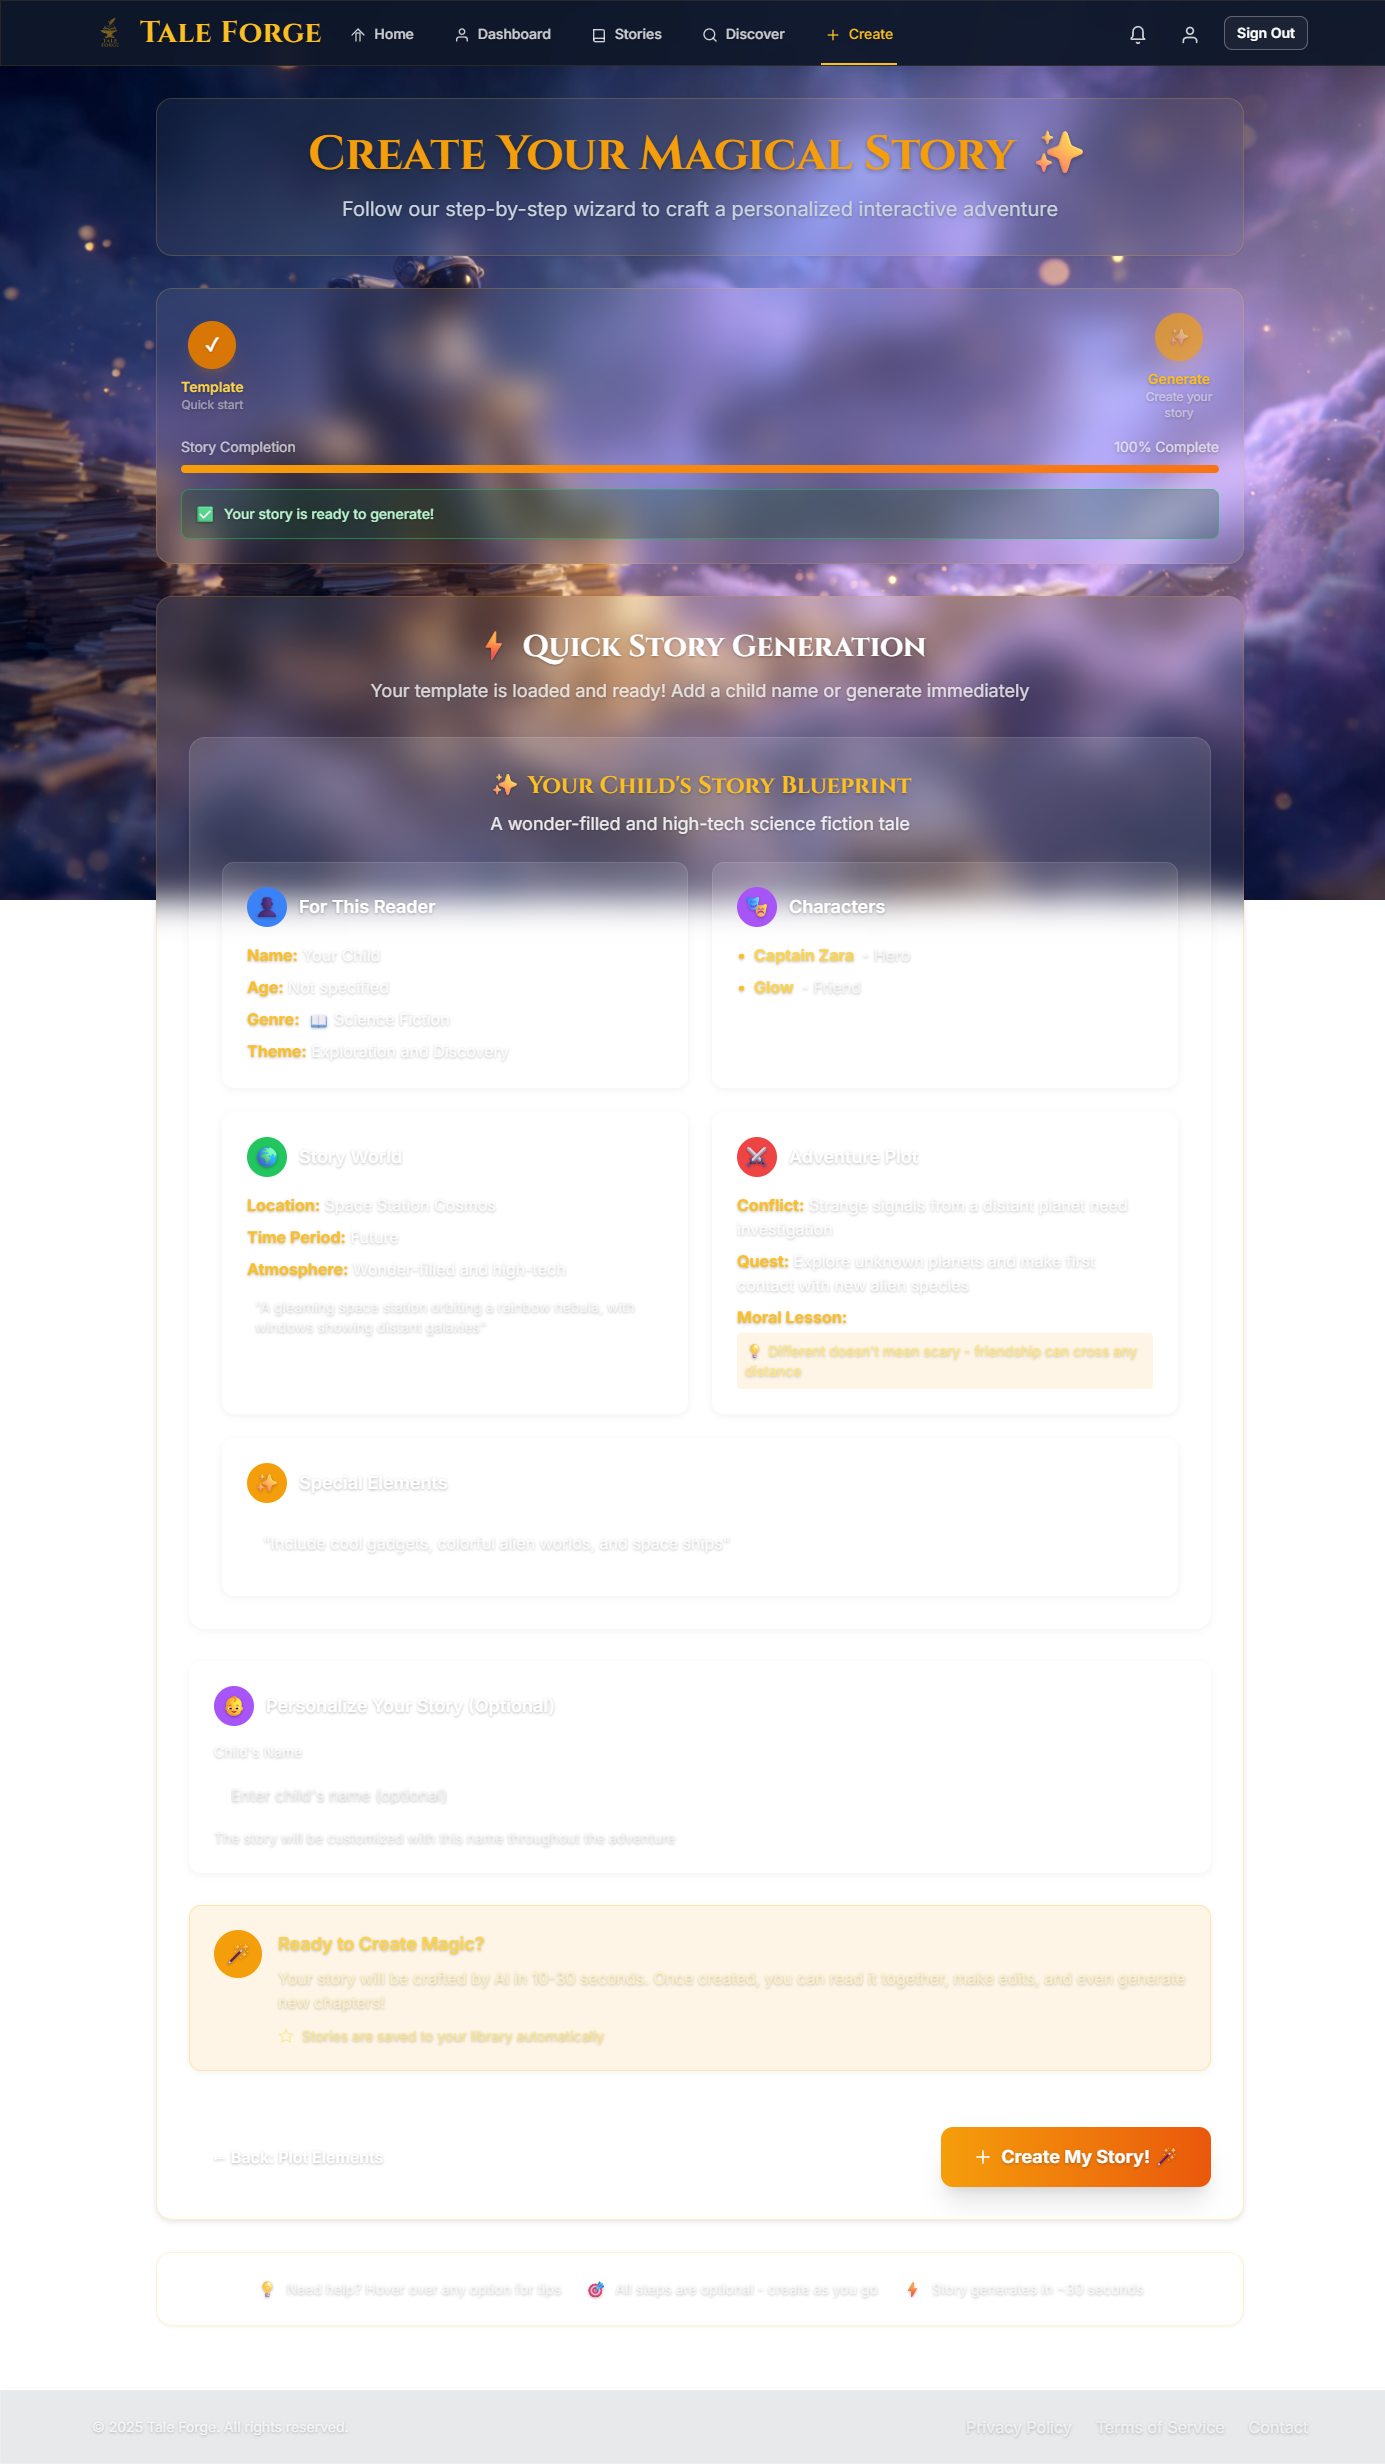 TALE FORGE
Home
Dashboard
Stories
Discover
Create
Sign Out
CREATE YOUR MAGICAL STORY
Follow our step-by-step wizard to craft a personalized interactive adventure
Template
Quick start
Generate
Create your
story
Story Completion
100% Complete
Your story is ready to generate!
QUICK STORY GENERATION
Your template is loaded and ready! Add a child name or generate immediately
YOUR CHILD'S STORY BLUEPRINT
A wonder-filled and high-tech science fiction tale
For This Reader
Name: Your Child
Age: Not specified
Genre: Science Fiction
Theme: Exploration and Discovery
Characters
• Captain Zara - Hero
• Glow - Friend
Story World
Location: Space Station Cosmos
Time Period: Future
Atmosphere: Wonder-filled and high-tech
"A gleaming space station orbiting a rainbow nebula, with
windows showing distant galaxies"
Adventure Plot
Conflict: Strange signals from a distant planet need
investigation
Quest: Explore unknown planets and make first
contact with new alien species
Moral Lesson:
Different doesn't mean scary - friendship can cross any
distance
Special Elements
"Include cool gadgets, colorful alien worlds, and space ships"
Personalize Your Story (Optional)
Child's Name
Enter child's name (optional)
The story will be customized with this name throughout the adventure
Ready to Create Magic?
Your story will be crafted by AI in 10-30 seconds. Once created, you can read it together, make edits, and even generate
new chapters!
Stories are saved to your library automatically
← Back: Plot Elements
Create My Story!
Need help? Hover over any option for tips
All steps are optional - create as you go
Story generates in ~30 seconds
© 2025 Tale Forge. All rights reserved.
Privacy Policy
Terms of Service
Contact